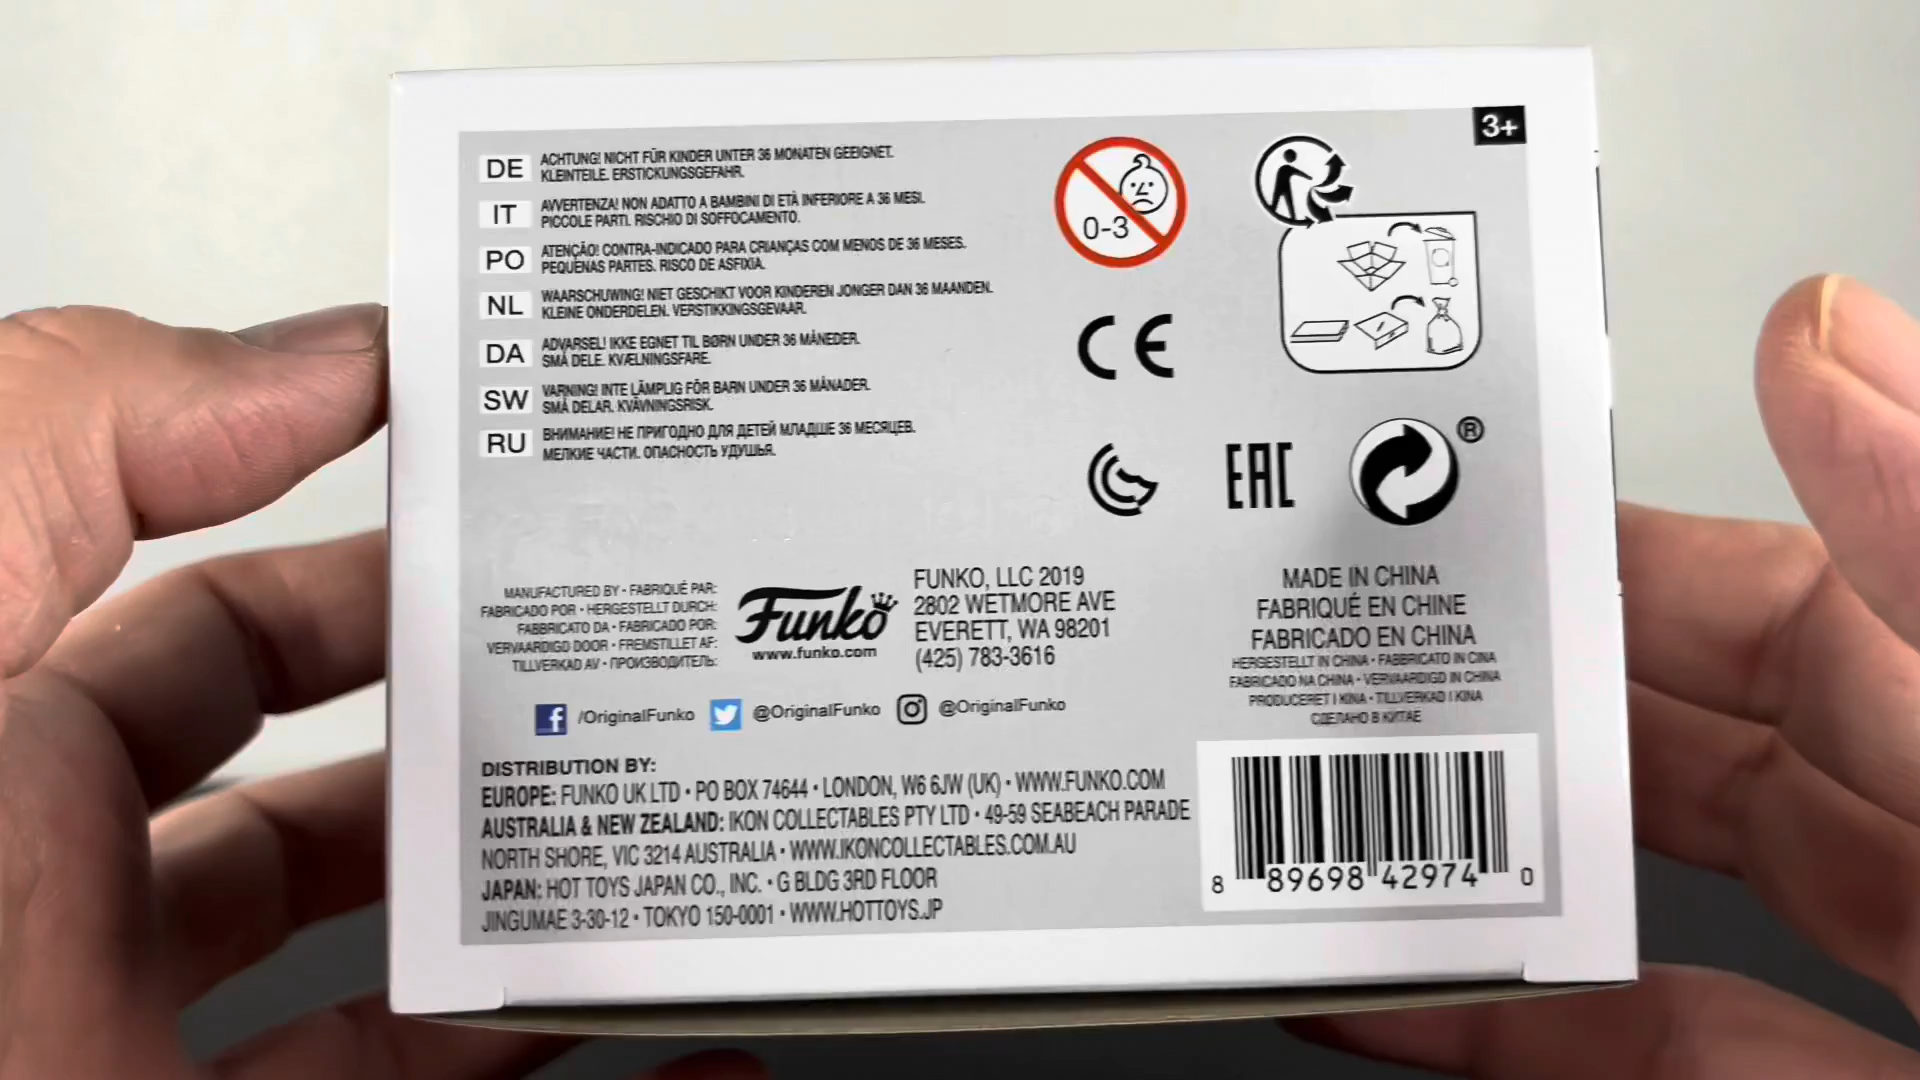 3+
DE ACHTUNG! NICHT FÜR KINDER UNTER 36 MONATEN GEEIGNET.
KLEINTEILE. ERSTICKUNGSGEFAHR.
IT AVVERTENZA! NON ADATTO A BAMBINI DI ETÀ INFERIORE A 36 MESI.
PICCOLE PARTI. RISCHIO DI SOFFOCAMENTO.
PO ATENÇÃO! CONTRA-INDICADO PARA CRIANÇAS COM MENOS DE 36 MESES.
PEQUENAS PARTES. RISCO DE ASFIXIA.
NL WAARSCHUWING! NIET GESCHIKT VOOR KINDEREN JONGER DAN 36 MAANDEN.
KLEINE ONDERDELEN. VERSTIKKINGSGEVAAR.
DA ADVARSEL! IKKE EGNET TIL BØRN UNDER 36 MÅNEDER.
SMÅ DELE. KVÆLNINGSFARE.
SW VARNING! INTE LÄMPLIG FÖR BARN UNDER 36 MÅNADER.
SMÅ DELAR. KVÄVNINGSRISK.
RU ВНИМАНИЕ! НЕ ПРИГОДНО ДЛЯ ДЕТЕЙ МЛАДШЕ 36 МЕСЯЦЕВ.
МЕЛКИЕ ЧАСТИ. ОПАСНОСТЬ УДУШЬЯ.
0-3
CE
EAC
®
MANUFACTURED BY • FABRIQUÉ PAR:
FABRICADO POR • HERGESTELLT DURCH:
FABBRICATO DA • FABRICADO POR:
VERVAARDIGD DOOR • FREMSTILLET AF:
TILLVERKAD AV • ПРОИЗВОДИТЕЛЬ:
Funko
www.funko.com
FUNKO, LLC 2019
2802 WETMORE AVE
EVERETT, WA 98201
(425) 783-3616
MADE IN CHINA
FABRIQUÉ EN CHINE
FABRICADO EN CHINA
HERGESTELLT IN CHINA • FABBRICATO IN CINA
FABRICADO NA CHINA • VERVAARDIGD IN CHINA
PRODUCERET I KINA • TILLVERKAD I KINA
СДЕЛАНО В КИТАЕ
/OriginalFunko @OriginalFunko @OriginalFunko
DISTRIBUTION BY:
EUROPE: FUNKO UK LTD • PO BOX 74644 • LONDON, W6 6JW (UK) • WWW.FUNKO.COM
AUSTRALIA & NEW ZEALAND: IKON COLLECTABLES PTY LTD • 49-59 SEABEACH PARADE
NORTH SHORE, VIC 3214 AUSTRALIA • WWW.IKONCOLLECTABLES.COM.AU
JAPAN: HOT TOYS JAPAN CO., INC. • G BLDG 3RD FLOOR
JINGUMAE 3-30-12 • TOKYO 150-0001 • WWW.HOTTOYS.JP
8 89698 42974 0